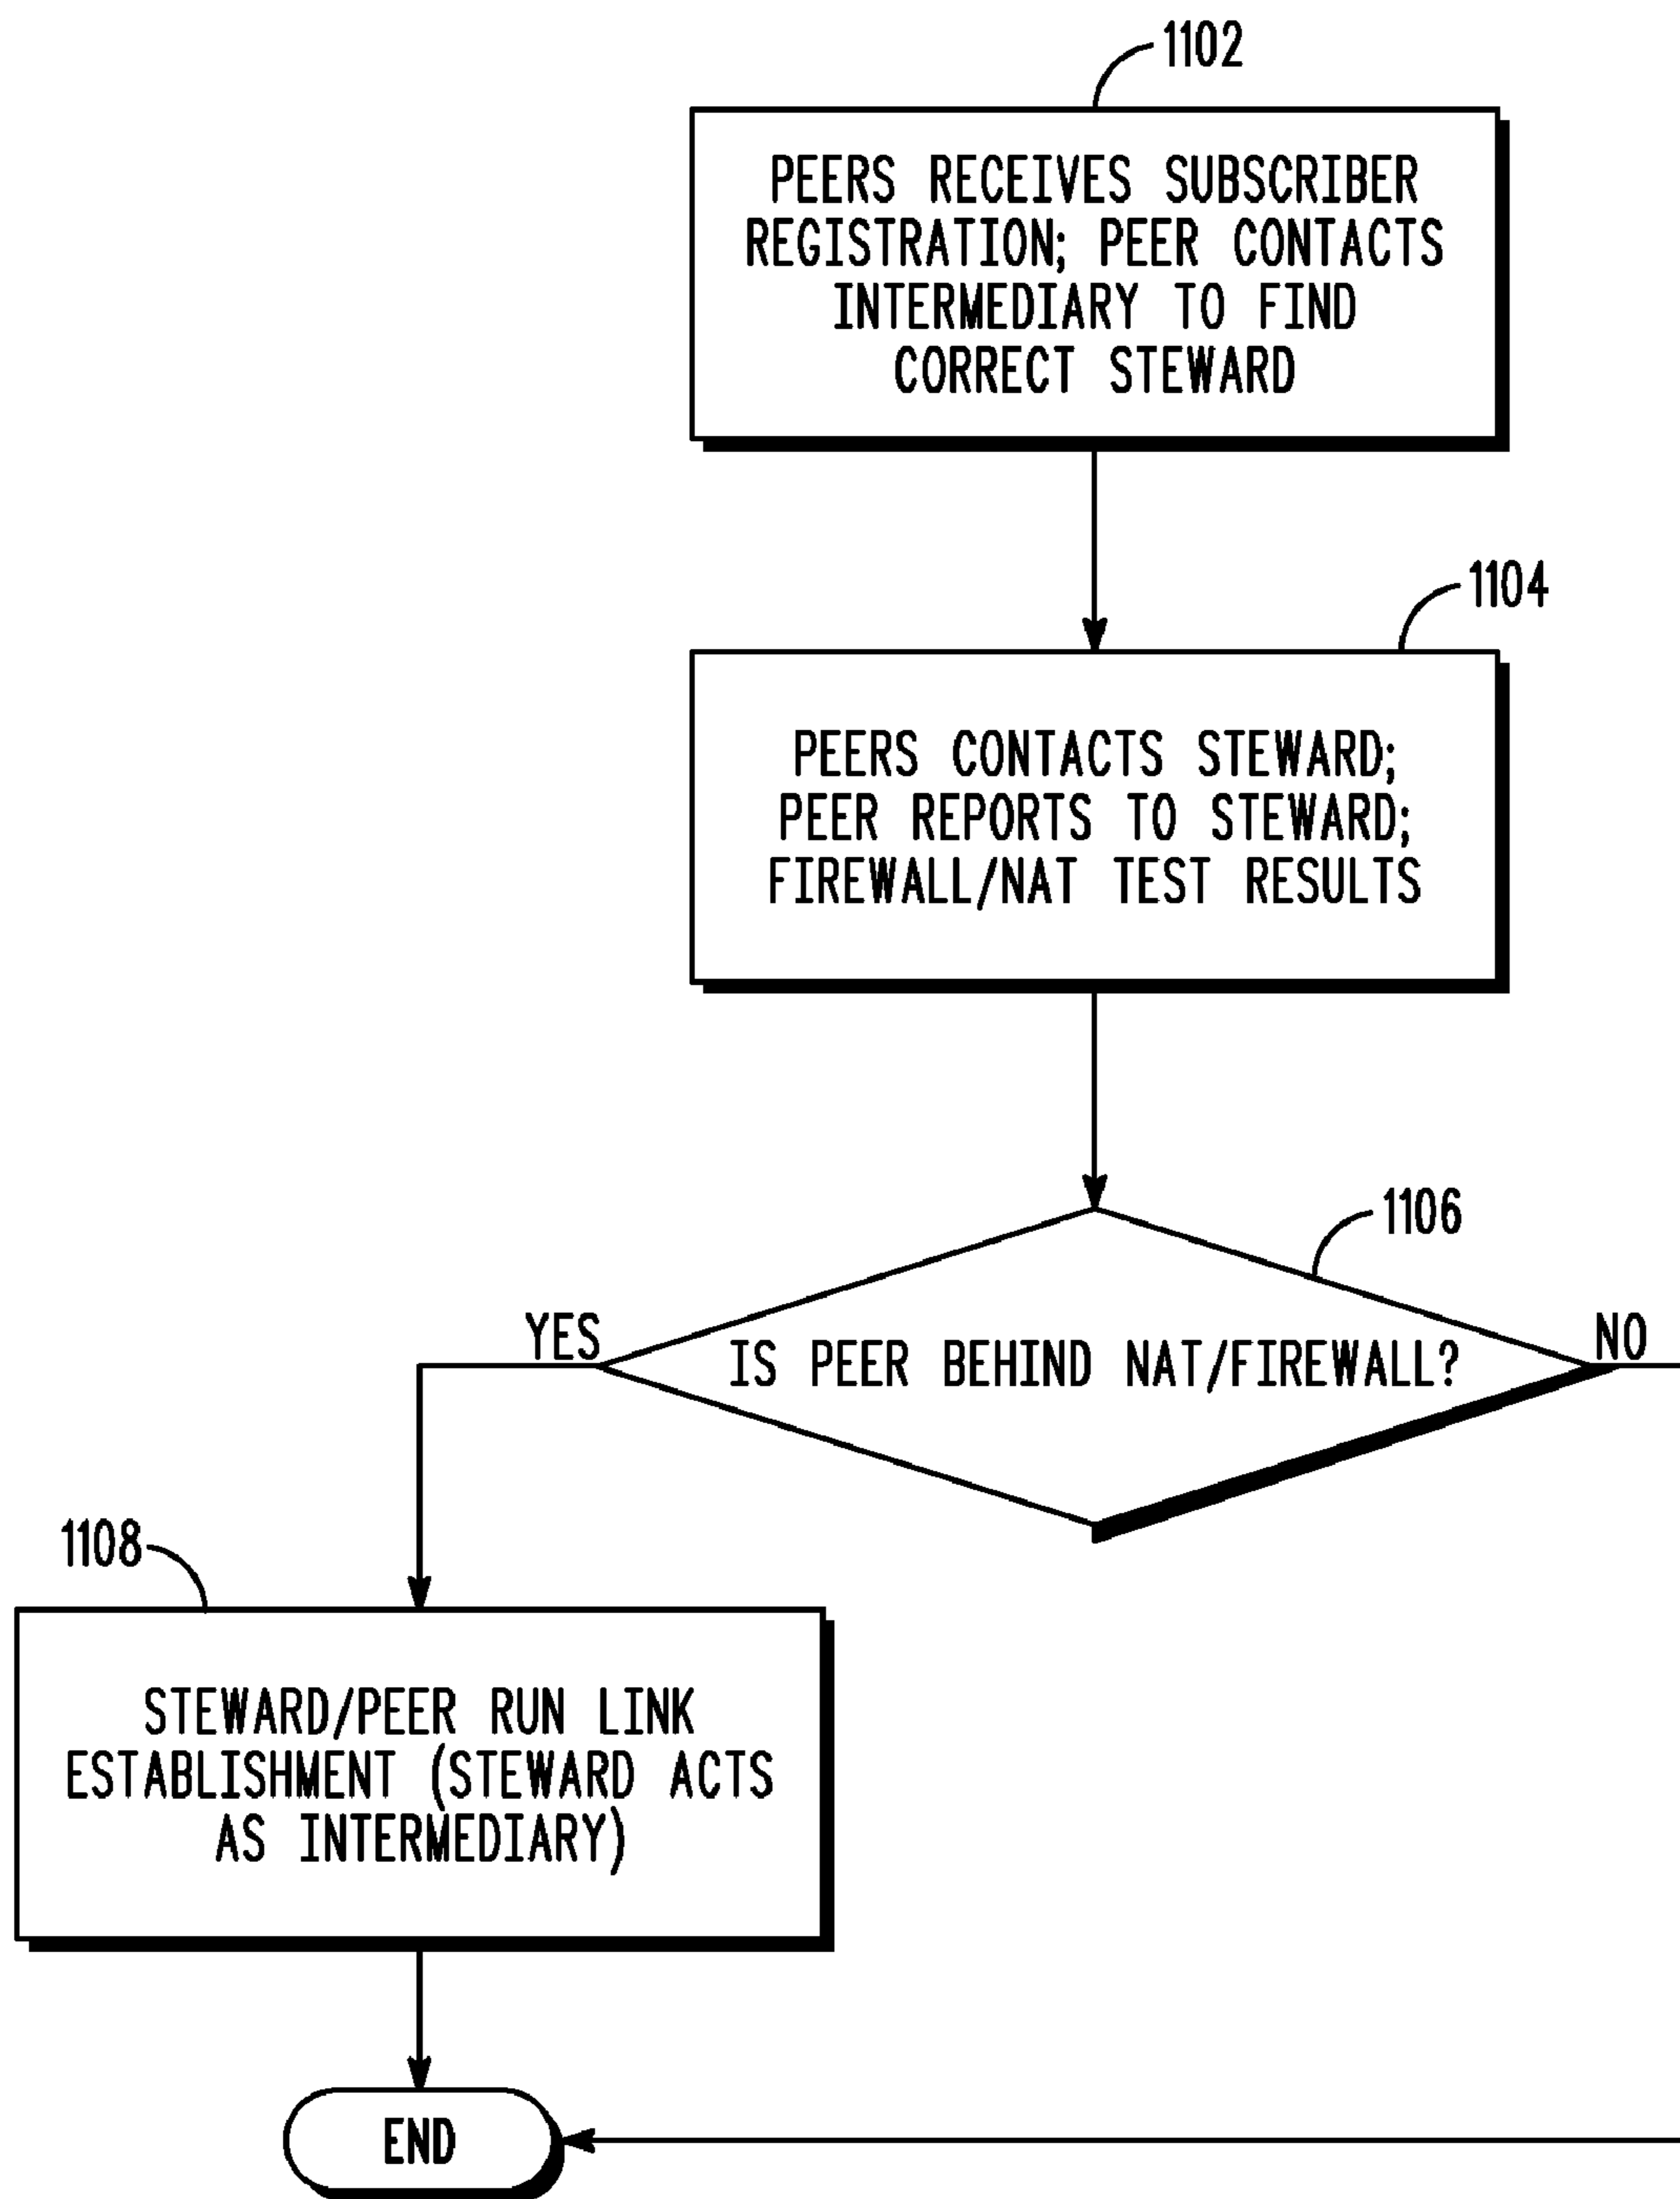 1102
PEERS RECEIVES SUBSCRIBER
REGISTRATION; PEER CONTACTS
INTERMEDIARY TO FIND
CORRECT STEWARD
1104
PEERS CONTACTS STEWARD;
PEER REPORTS TO STEWARD;
FIREWALL/NAT TEST RESULTS
1106
YES
IS PEER BEHIND NAT/FIREWALL?
NO
1108
STEWARD/PEER RUN LINK
ESTABLISHMENT (STEWARD ACTS
AS INTERMEDIARY)
END